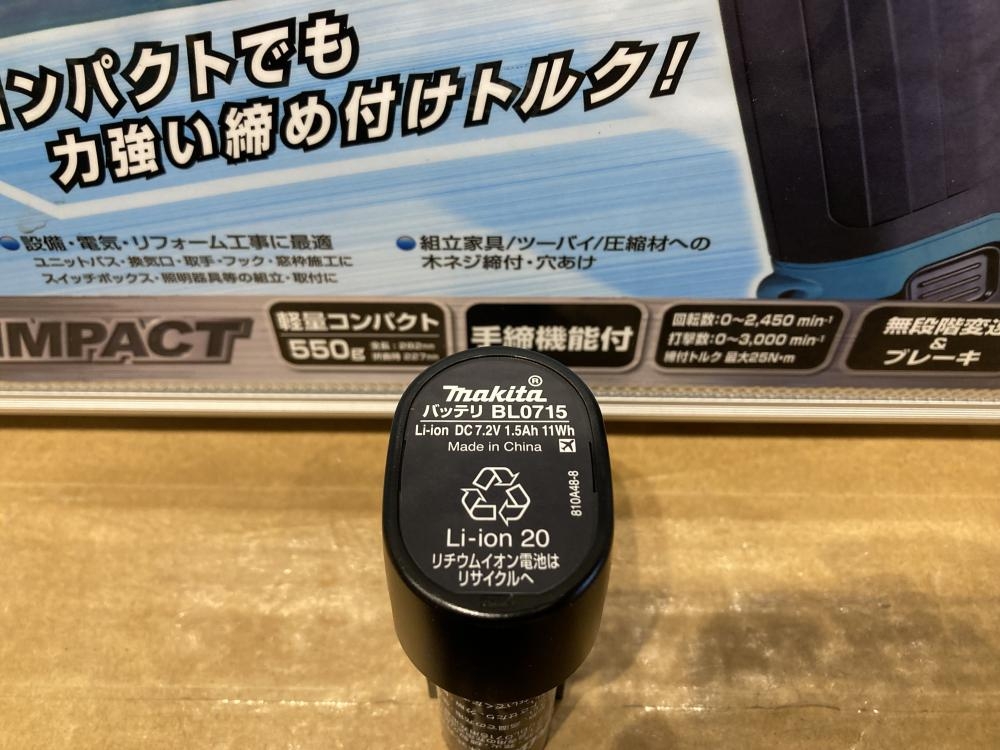 コンパクトでも
力強い締め付けトルク!
設備・電気・リフォーム工事に最適
ユニットバス・換気口・取手・フック・窓枠施工に
スイッチボックス・照明器具等の組立・取付に
組立家具/ツーバイ/圧縮材への
木ネジ締付・穴あけ
IMPACT
軽量コンパクト
550g 全長:282mm
折曲時 227mm
手締機能付
回転数:0~2,450 min-1
打撃数:0~3,000 min-1
締付トルク 最大25N・m
無段階変速
&
ブレーキ
makita®
バッテリ BL0715
Li-ion DC 7.2V 1.5Ah 11Wh
Made in China
810A48-8
Li-ion 20
リチウムイオン電池は
リサイクルへ